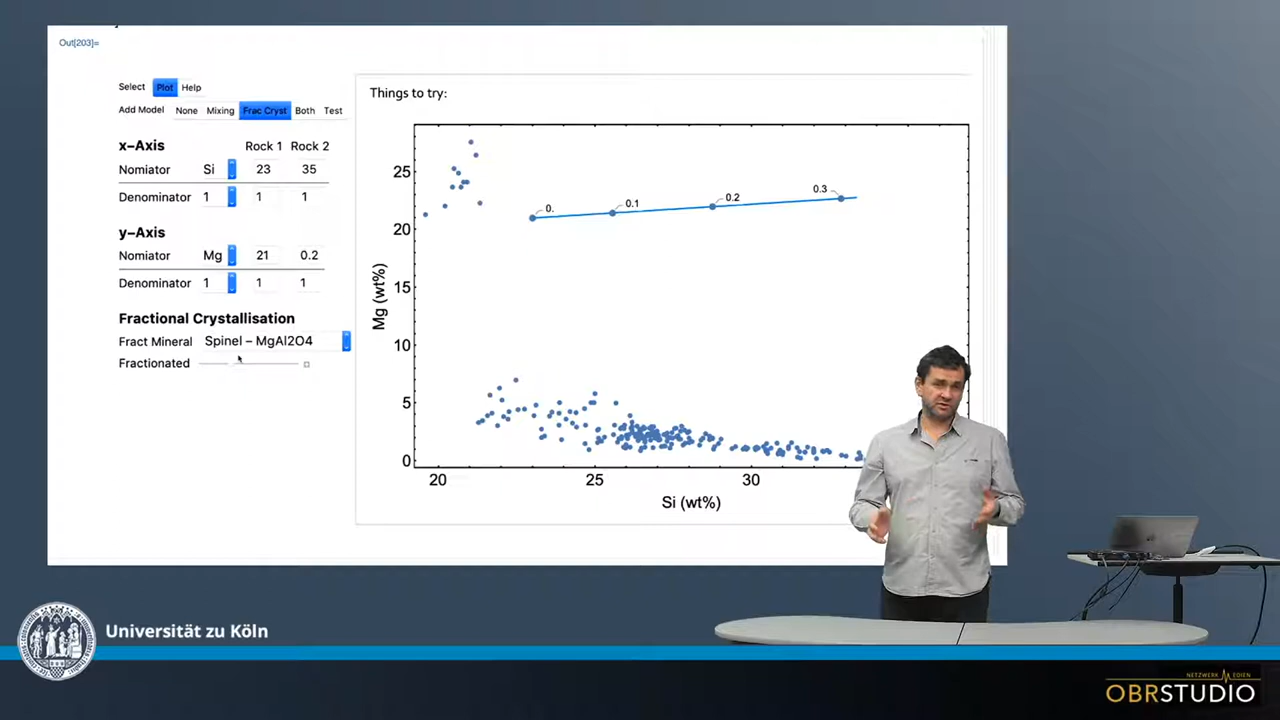 Out[203]=
Select Plot Help
Add Model None Mixing Frac Cryst Both Test
x-Axis Rock 1 Rock 2
Nomiator Si 23 35
Denominator 1 1 1
y-Axis
Nomiator Mg 21 0.2
Denominator 1 1 1
Fractional Crystallisation
Fract Mineral Spinel – MgAl2O4
Fractionated
Things to try:
25
20
15
10
5
0
Mg (wt%)
0. 0.1 0.2 0.3
20 25 30
Si (wt%)
Universität zu Köln
NETZWERK MEDIEN
OBRSTUDIO